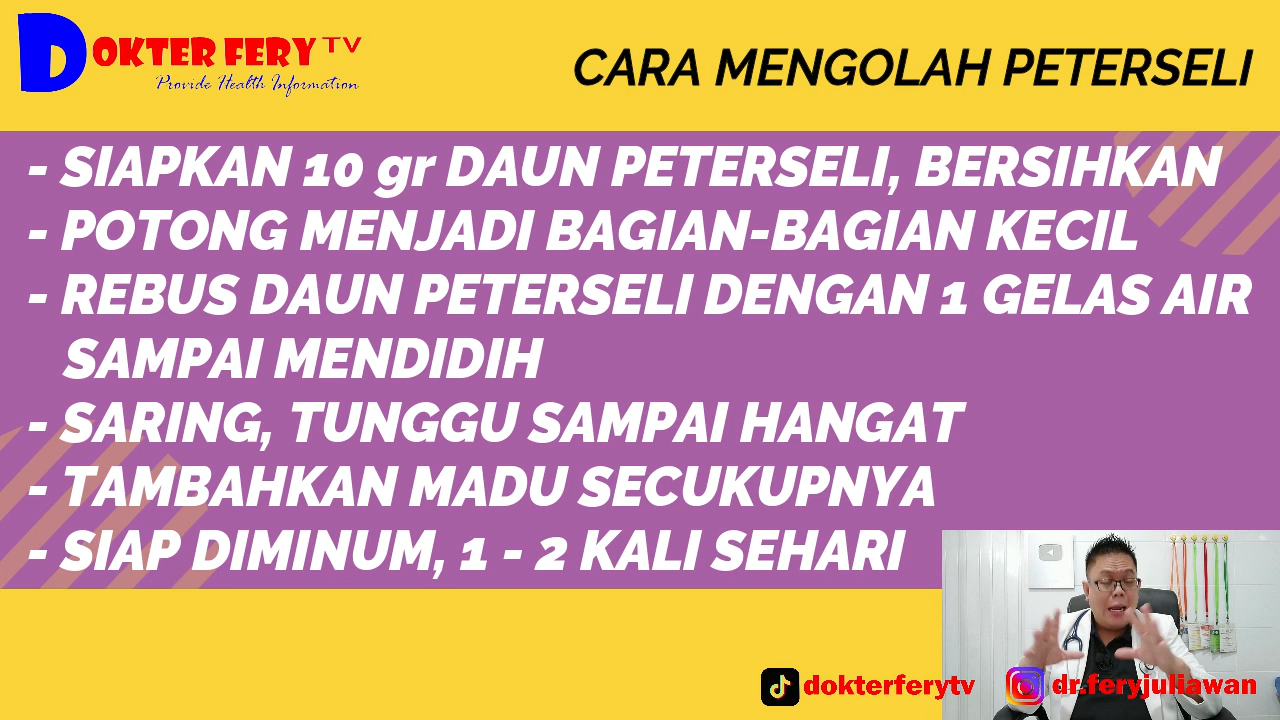 DOKTER FERY TV
Provide Health Information
CARA MENGOLAH PETERSELI
- SIAPKAN 10 gr DAUN PETERSELI, BERSIHKAN
- POTONG MENJADI BAGIAN-BAGIAN KECIL
- REBUS DAUN PETERSELI DENGAN 1 GELAS AIR
SAMPAI MENDIDIH
- SARING, TUNGGU SAMPAI HANGAT
- TAMBAHKAN MADU SECUKUPNYA
- SIAP DIMINUM, 1 - 2 KALI SEHARI
dokterferytv
dr.feryjuliawan